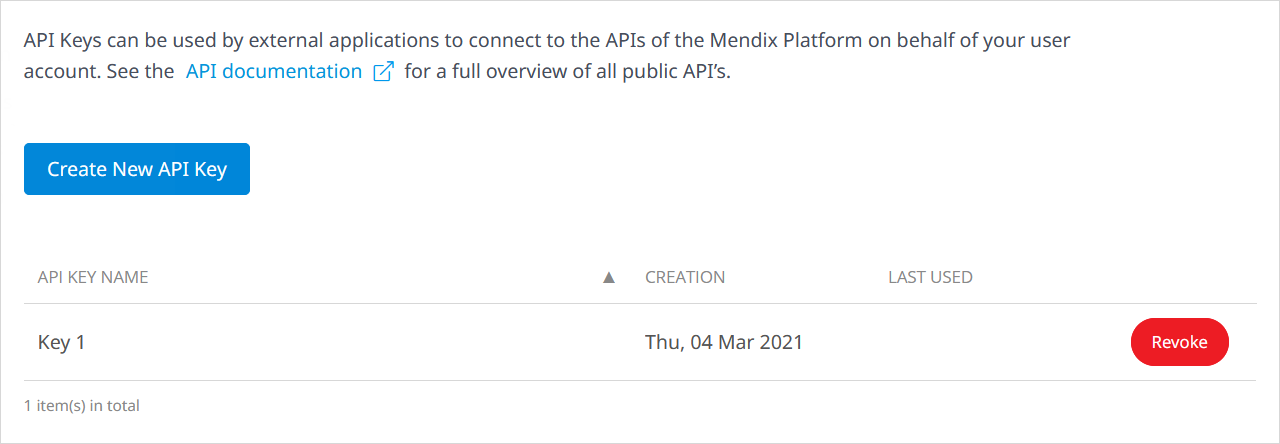 API Keys can be used by external applications to connect to the APIs of the Mendix Platform on behalf of your user
account. See the API documentation for a full overview of all public API’s.
Create New API Key
API KEY NAME ▲ CREATION LAST USED
Key 1 Thu, 04 Mar 2021 Revoke
1 item(s) in total